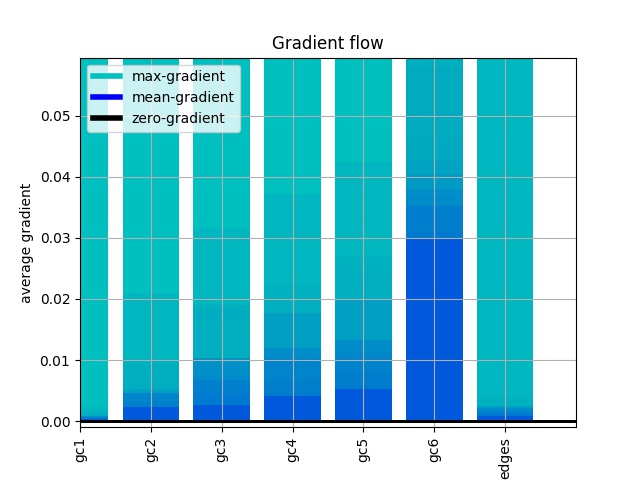 Gradient flow
max-gradient
mean-gradient
zero-gradient
average gradient
0.05
0.04
0.03
0.02
0.01
0.00
gc1
gc2
gc3
gc4
gc5
gc6
edges